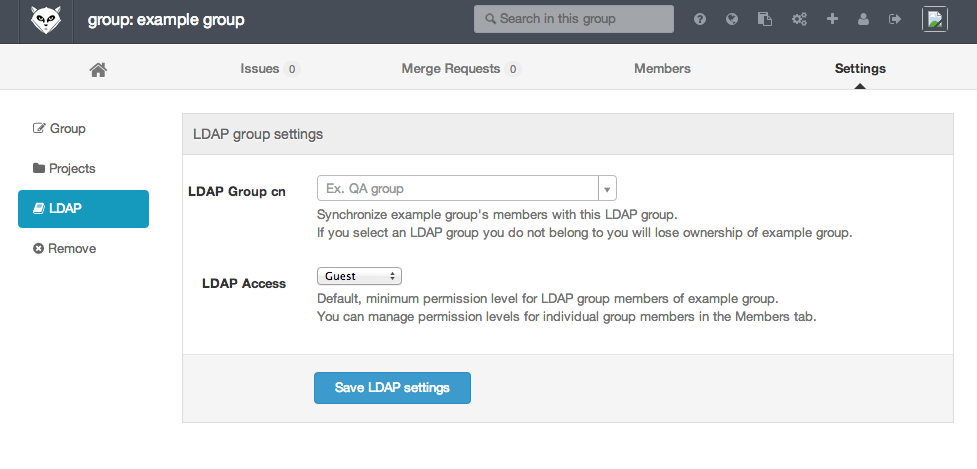 group: example group
Search in this group
Issues 0
Merge Requests 0
Members
Settings
Group
Projects
LDAP
Remove
LDAP group settings
LDAP Group cn
Ex. QA group
Synchronize example group's members with this LDAP group.
If you select an LDAP group you do not belong to you will lose ownership of example group.
LDAP Access
Guest
Default, minimum permission level for LDAP group members of example group.
You can manage permission levels for individual group members in the Members tab.
Save LDAP settings